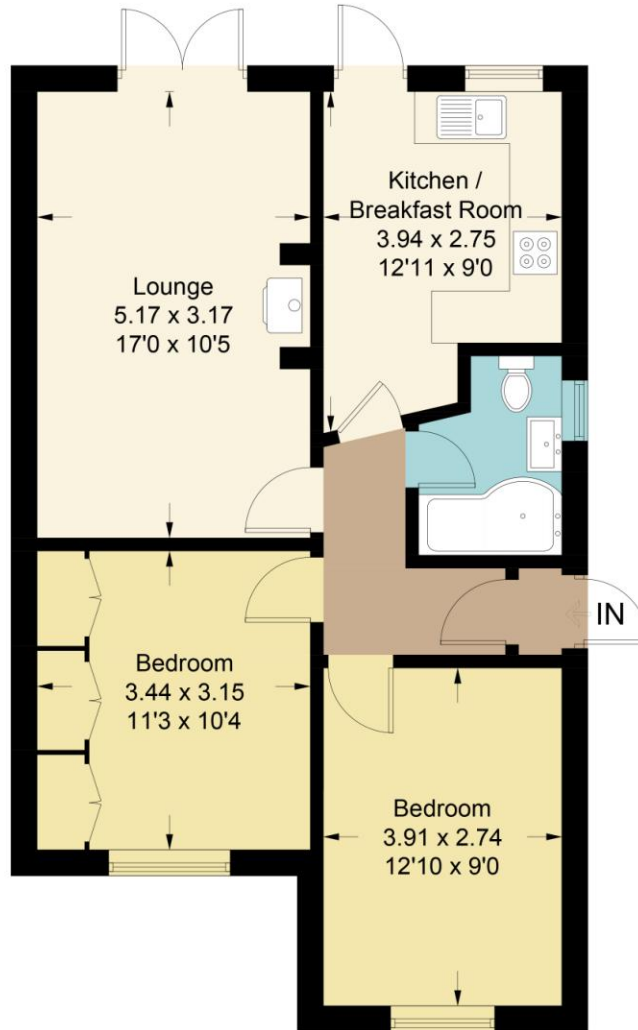 Kitchen /
Breakfast Room
3.94 x 2.75
12'11 x 9'0
Lounge
5.17 x 3.17
17'0 x 10'5
IN
Bedroom
3.44 x 3.15
11'3 x 10'4
Bedroom
3.91 x 2.74
12'10 x 9'0